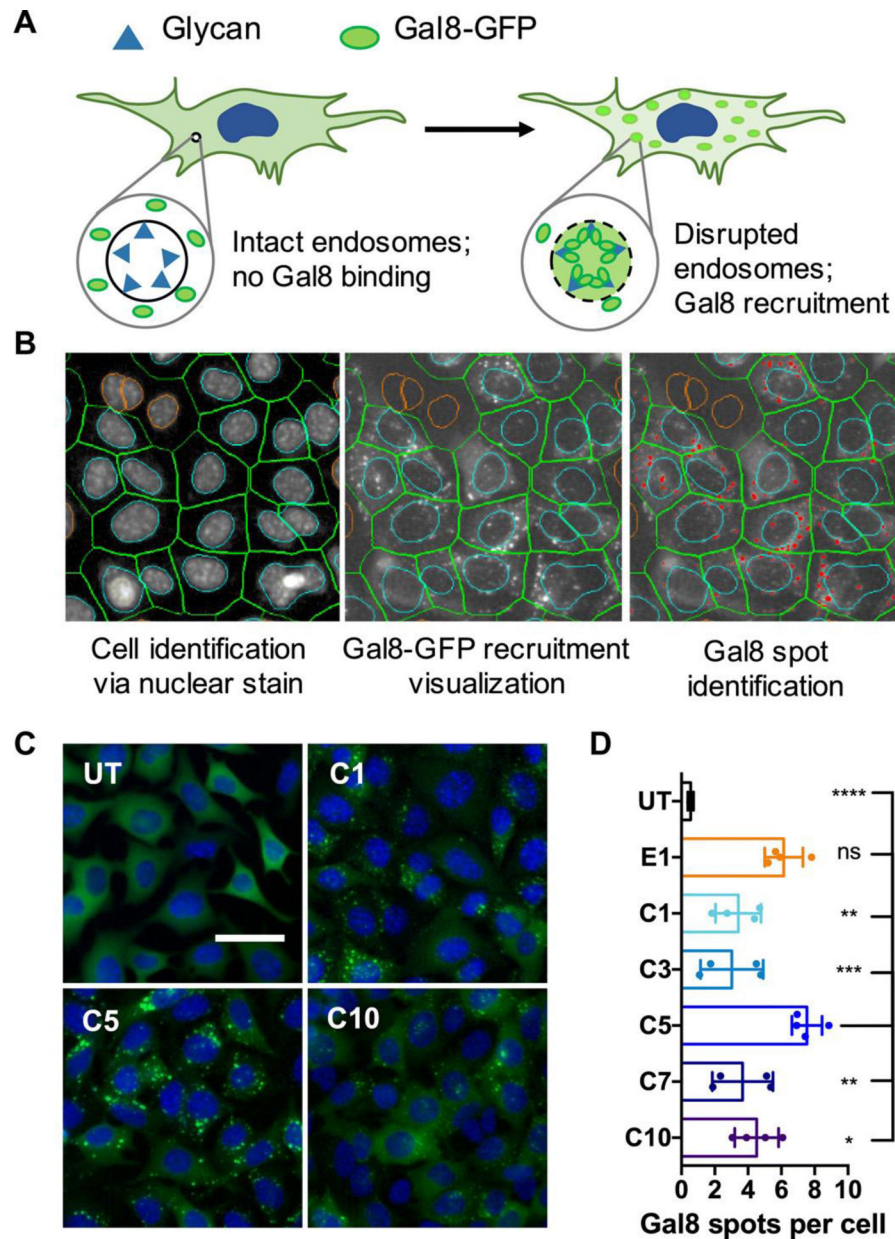 A
Glycan
Gal8-GFP
Intact endosomes;
no Gal8 binding
Disrupted
endosomes;
Gal8 recruitment
B
Cell identification
via nuclear stain
Gal8-GFP recruitment
visualization
Gal8 spot
identification
C
UT
C1
C5
C10
D
UT
****
E1
ns
C1
**
C3
***
C5
C7
**
C10
*
0 2 4 6 8 10
Gal8 spots per cell